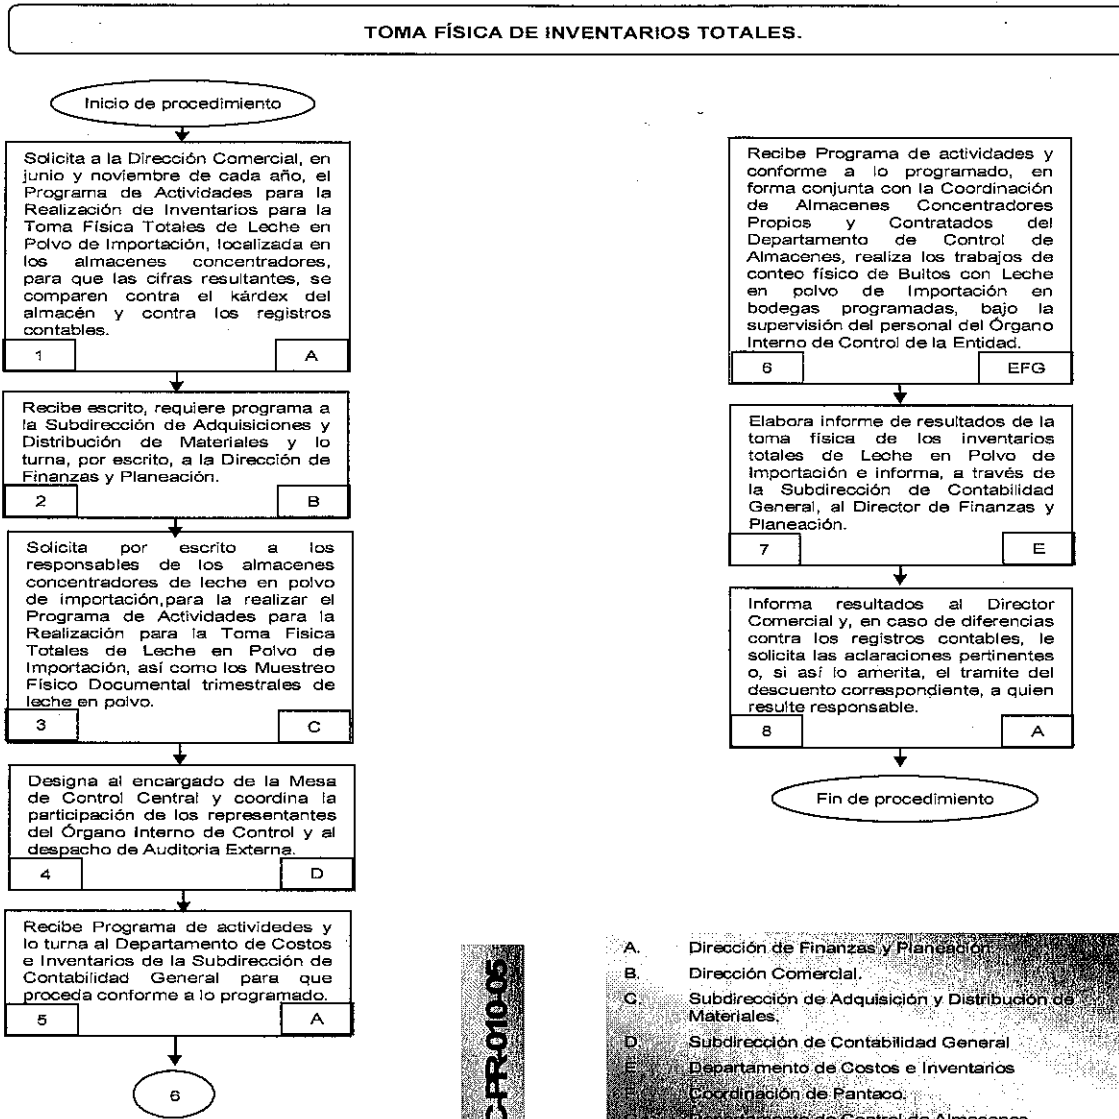 TOMA FÍSICA DE INVENTARIOS TOTALES.
Inicio de procedimiento
Solicita a la Dirección Comercial, en
junio y noviembre de cada año, el
Programa de Actividades para la
Realización de Inventarios para la
Toma Física Totales de Leche en
Polvo de Importación, localizada en
los almacenes concentradores,
para que las cifras resultantes, se
comparen contra el kárdex del
almacén y contra los registros
contables.
1 A
Recibe escrito, requiere programa a
la Subdirección de Adquisiciones y
Distribución de Materiales y lo
turna, por escrito, a la Dirección de
Finanzas y Planeación.
2 B
Solicita por escrito a los
responsables de los almacenes
concentradores de leche en polvo
de importación,para la realizar el
Programa de Actividades para la
Realización para la Toma Fisica
Totales de Leche en Polvo de
Importación, así como los Muestreo
Físico Documental trimestrales de
leche en polvo.
3 C
Designa al encargado de la Mesa
de Control Central y coordina la
participación de los representantes
del Órgano Interno de Control y al
despacho de Auditoria Externa.
4 D
Recibe Programa de actividedes y
lo turna al Departamento de Costos
e Inventarios de la Subdirección de
Contabilidad General para que
proceda conforme a lo programado.
5 A
6
Recibe Programa de actividades y
conforme a lo programado, en
forma conjunta con la Coordinación
de Almacenes Concentradores
Propios y Contratados del
Departamento de Control de
Almacenes, realiza los trabajos de
conteo físico de Bultos con Leche
en polvo de Importación en
bodegas programadas, bajo la
supervisión del personal del Órgano
Interno de Control de la Entidad.
6 EFG
Elabora informe de resultados de la
toma física de los inventarios
totales de Leche en Polvo de
Importación e informa, a través de
la Subdirección de Contabilidad
General, al Director de Finanzas y
Planeación.
7 E
Informa resultados al Director
Comercial y, en caso de diferencias
contra los registros contables, le
solicita las aclaraciones pertinentes
o, si así lo amerita, el tramite del
descuento correspondiente, a quien
resulte responsable.
8 A
Fin de procedimiento
C-PR-010-05
A. Dirección de Finanzas y Planeación
B. Dirección Comercial.
C. Subdirección de Adquisición y Distribución de
Materiales.
D. Subdirección de Contabilidad General
E. Departamento de Costos e Inventarios
Coordinación de Pantaco.
de Control de Almacenes